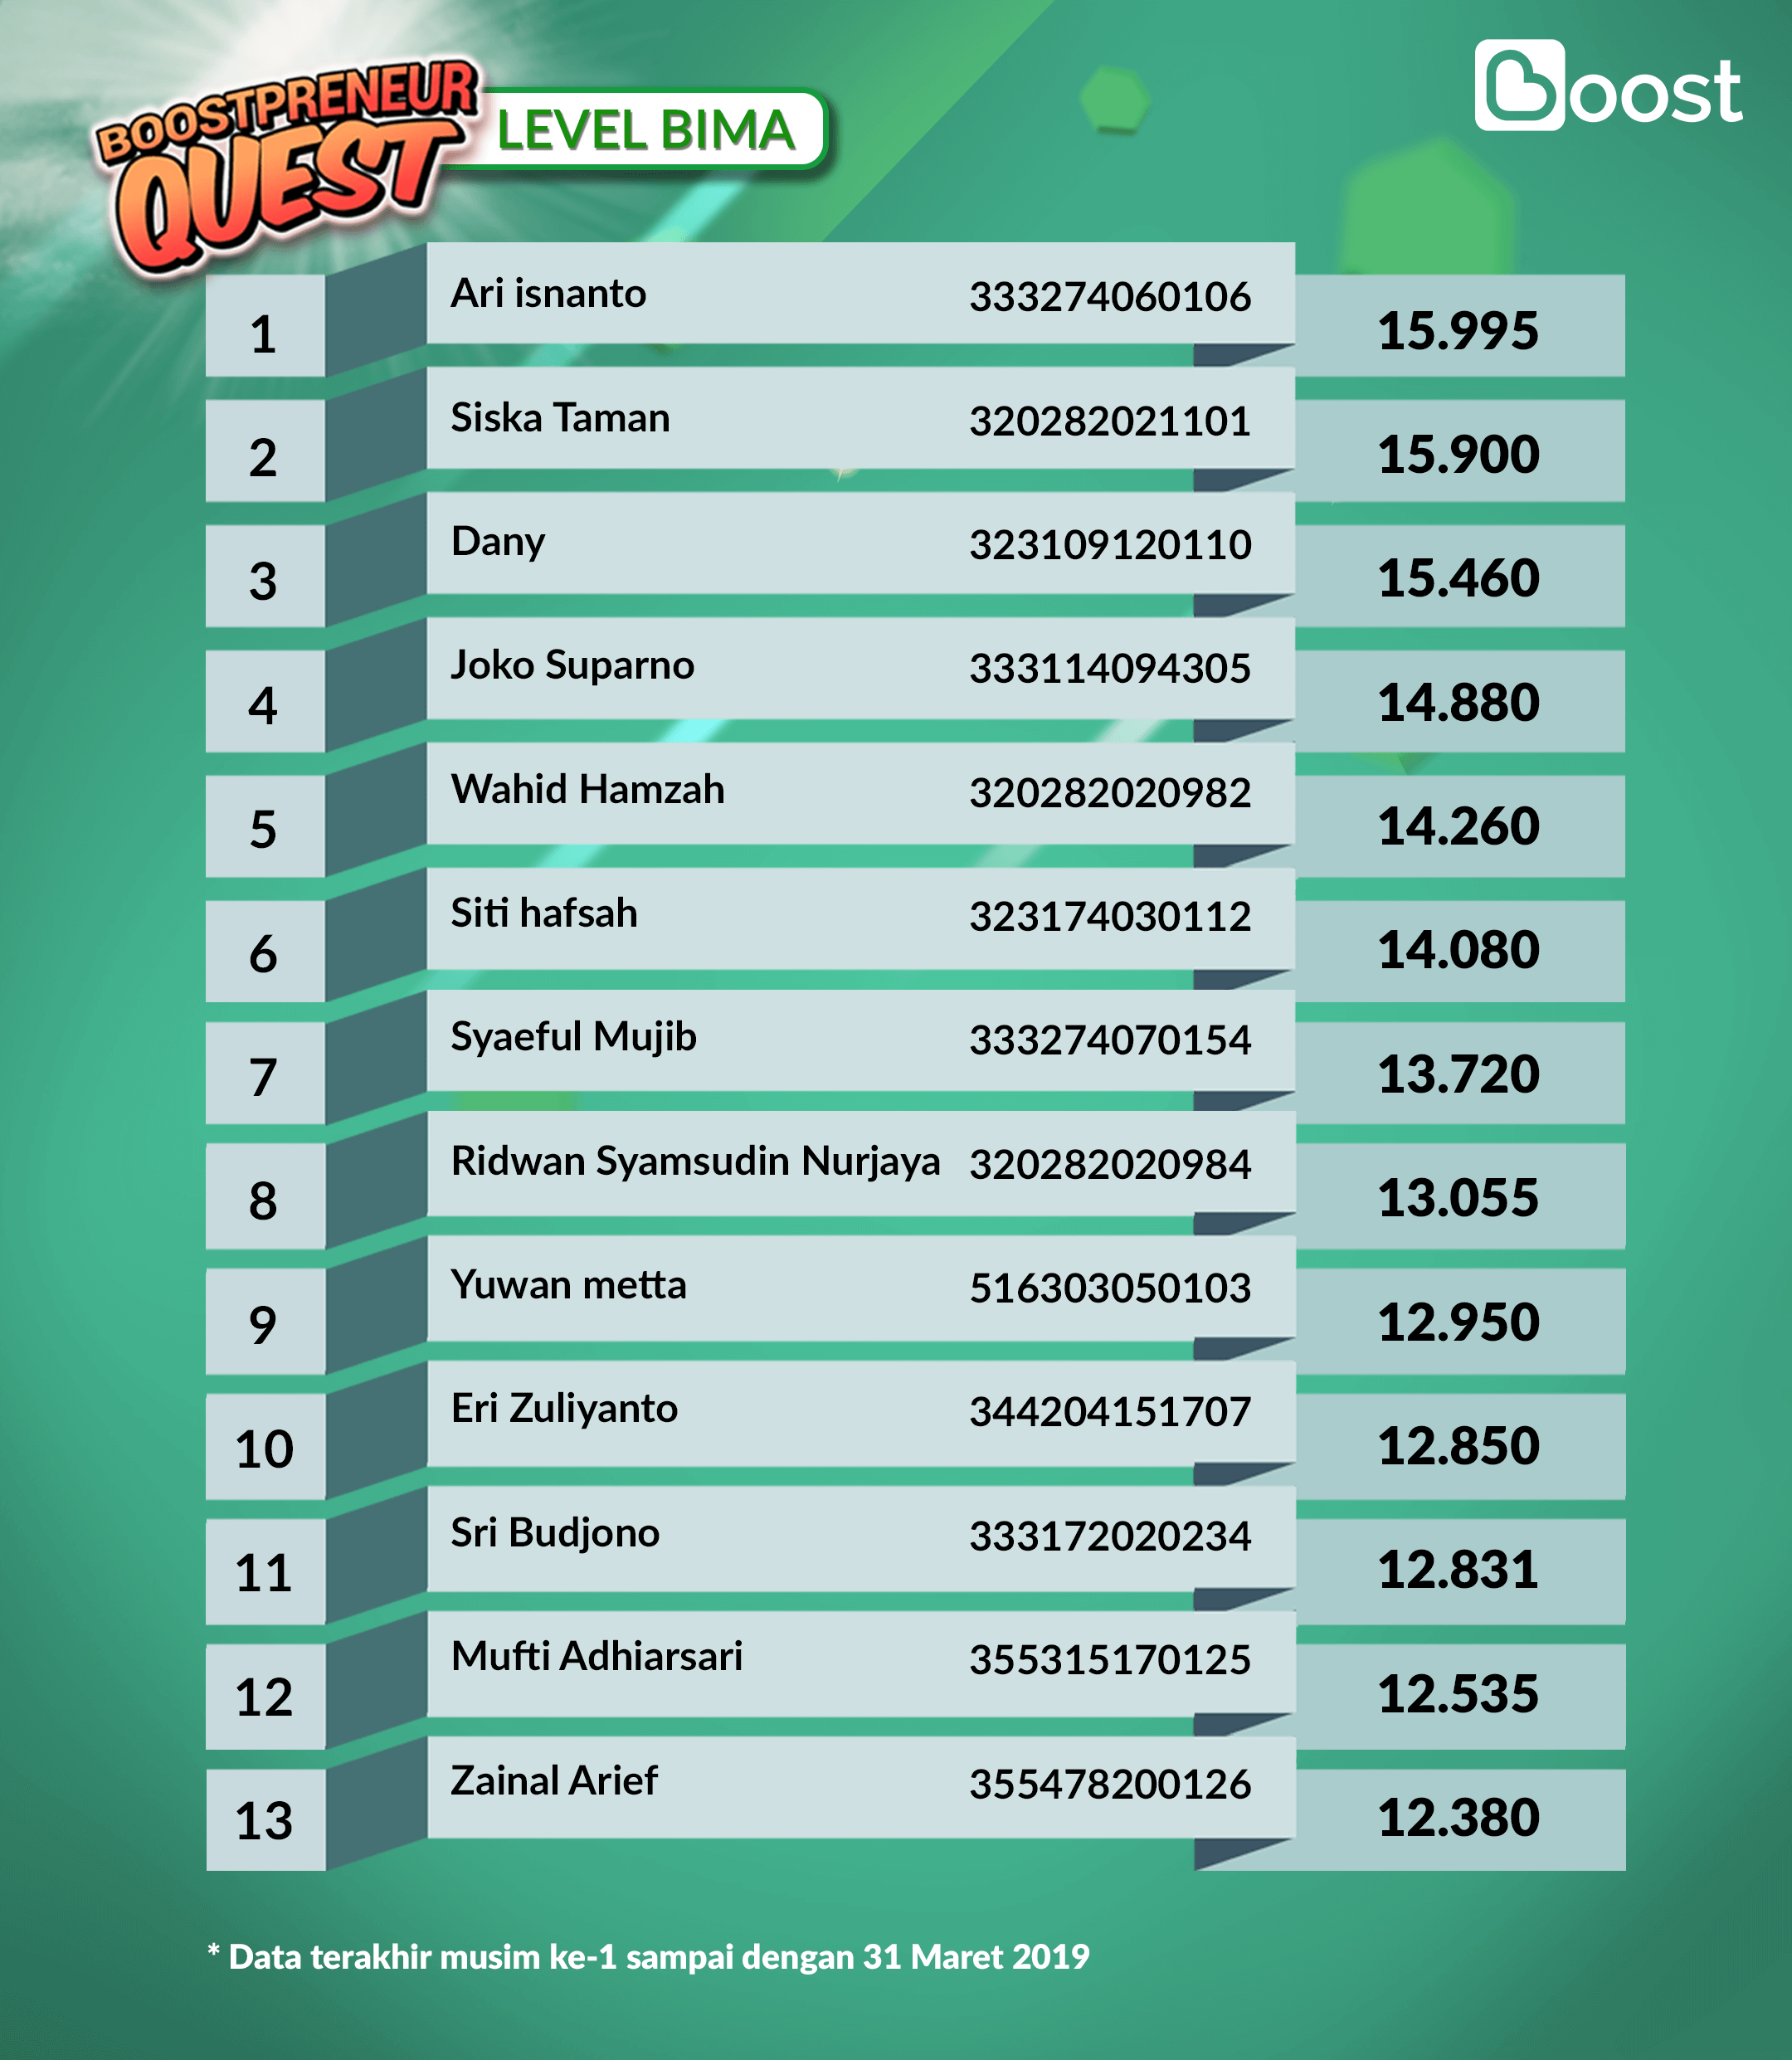 BOOSTPRENEUR
QUEST
LEVEL BIMA
Boost
1 Ari isnanto 333274060106 15.995
2 Siska Taman 320282021101 15.900
3 Dany 323109120110 15.460
4 Joko Suparno 333114094305 14.880
5 Wahid Hamzah 320282020982 14.260
6 Siti hafsah 323174030112 14.080
7 Syaeful Mujib 333274070154 13.720
8 Ridwan Syamsudin Nurjaya 320282020984 13.055
9 Yuwan metta 516303050103 12.950
10 Eri Zuliyanto 344204151707 12.850
11 Sri Budjono 333172020234 12.831
12 Mufti Adhiarsari 355315170125 12.535
13 Zainal Arief 355478200126 12.380
* Data terakhir musim ke-1 sampai dengan 31 Maret 2019